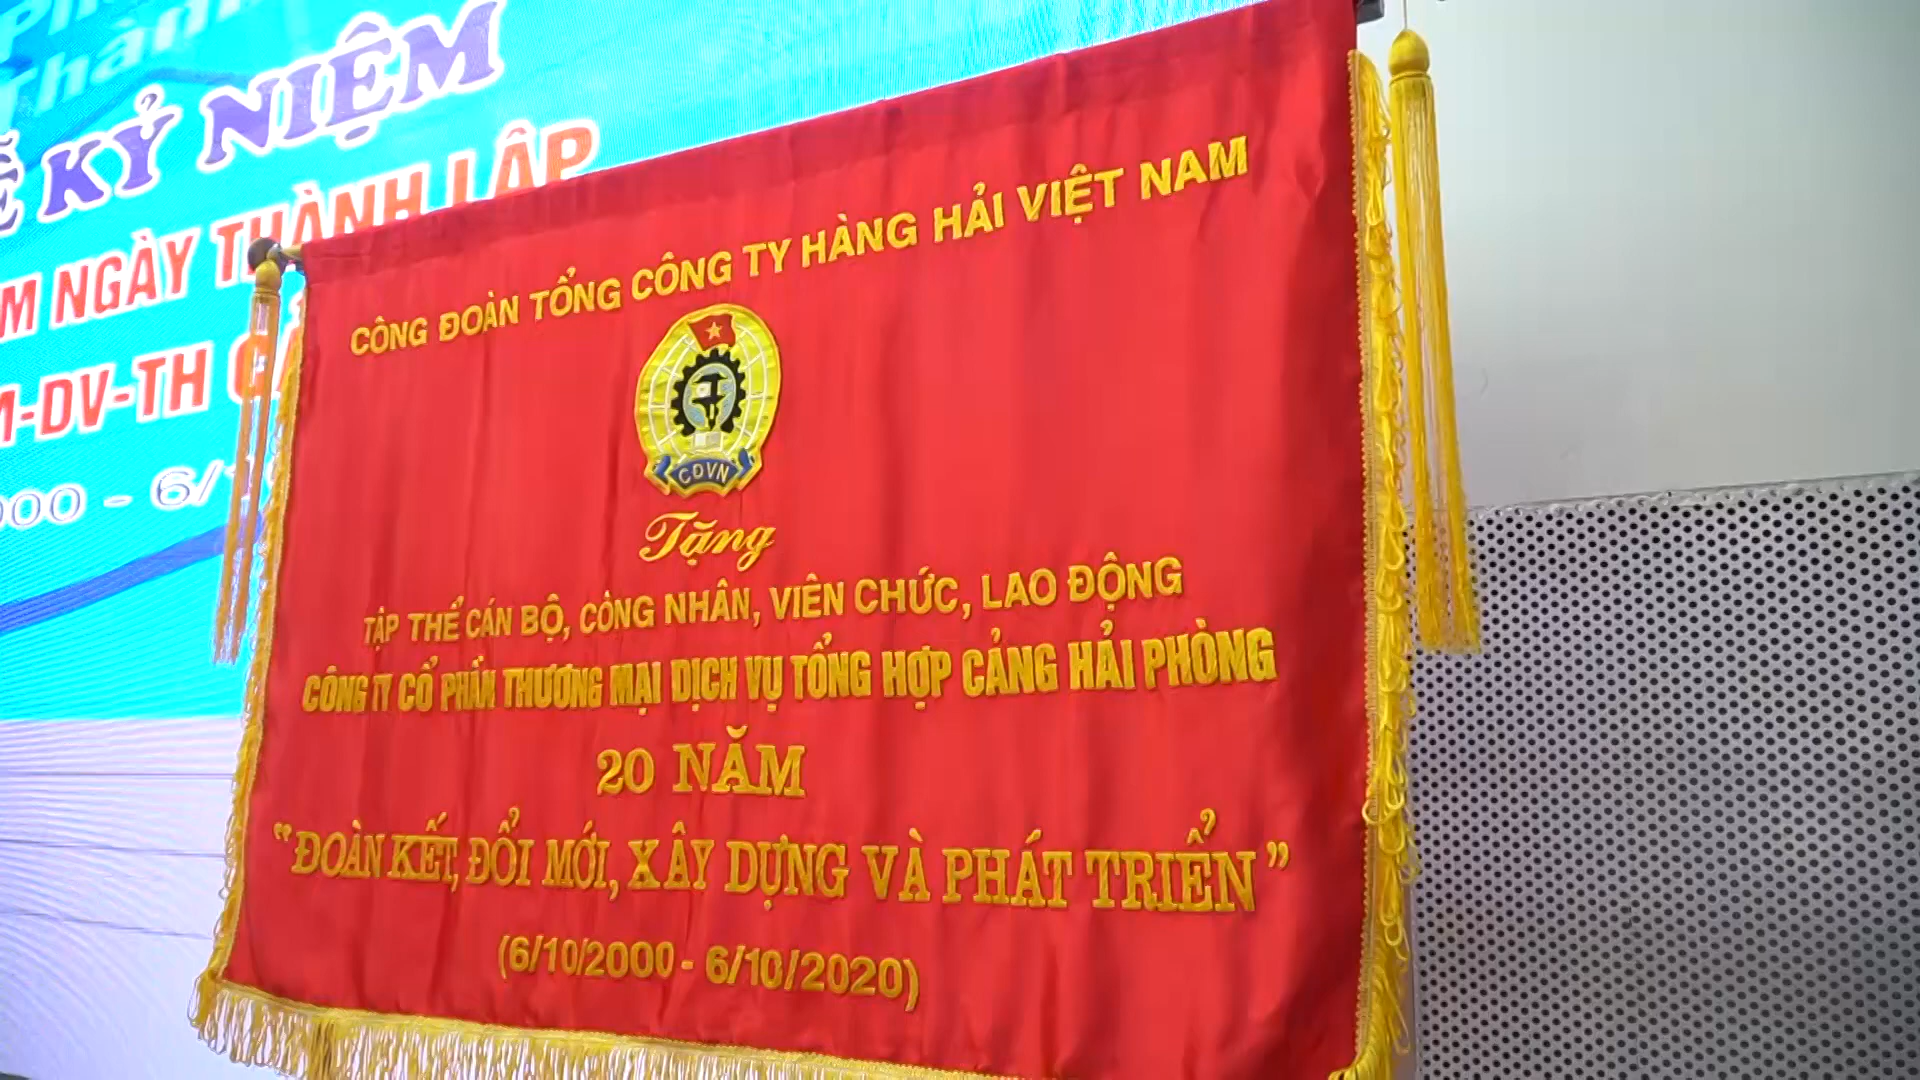 KỶ NIỆM
NGÀY THÀNH LẬP
-DV-TH
CÔNG ĐOÀN TỔNG CÔNG TY HÀNG HẢI VIỆT NAM
CĐVN
Tặng
TẬP THỂ CÁN BỘ, CÔNG NHÂN, VIÊN CHỨC, LAO ĐỘNG
CÔNG TY CỔ PHẦN THƯƠNG MẠI DỊCH VỤ TỔNG HỢP CẢNG HẢI PHÒNG
20 NĂM
“ĐOÀN KẾT, ĐỔI MỚI, XÂY DỰNG VÀ PHÁT TRIỂN”
(6/10/2000 - 6/10/2020)